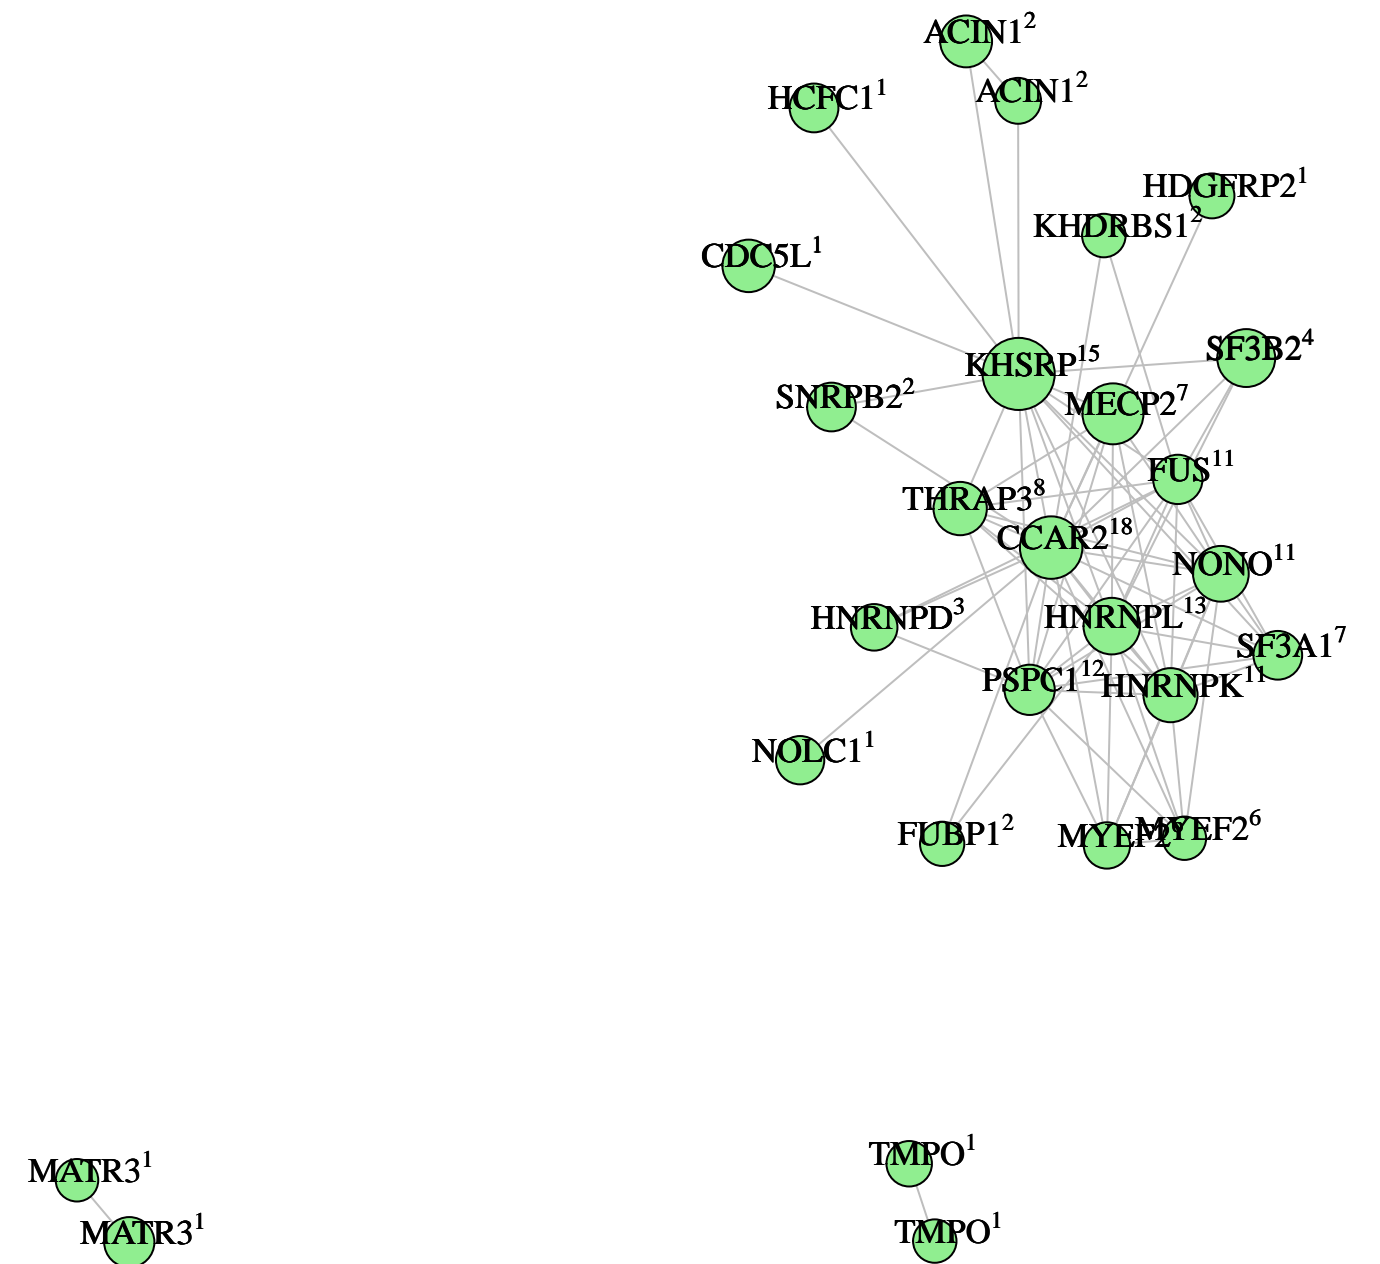 ACIN1²
HCFC1¹
ACIN1²
HDGFRP2¹
KHDRBS1²
CDC5L¹
SF3B2⁴
KHSRP¹⁵
SNRPB2²
MECP2⁷
FUS¹¹
THRAP3⁸
CCAR2¹⁸
NONO¹¹
HNRNPD³
HNRNPL¹³
SF3A1⁷
PSPC1¹²
HNRNPK¹¹
NOLC1¹
FUBP1²
MYEF2
MYEF2⁶
MATR3¹
TMPO¹
MATR3¹
TMPO¹